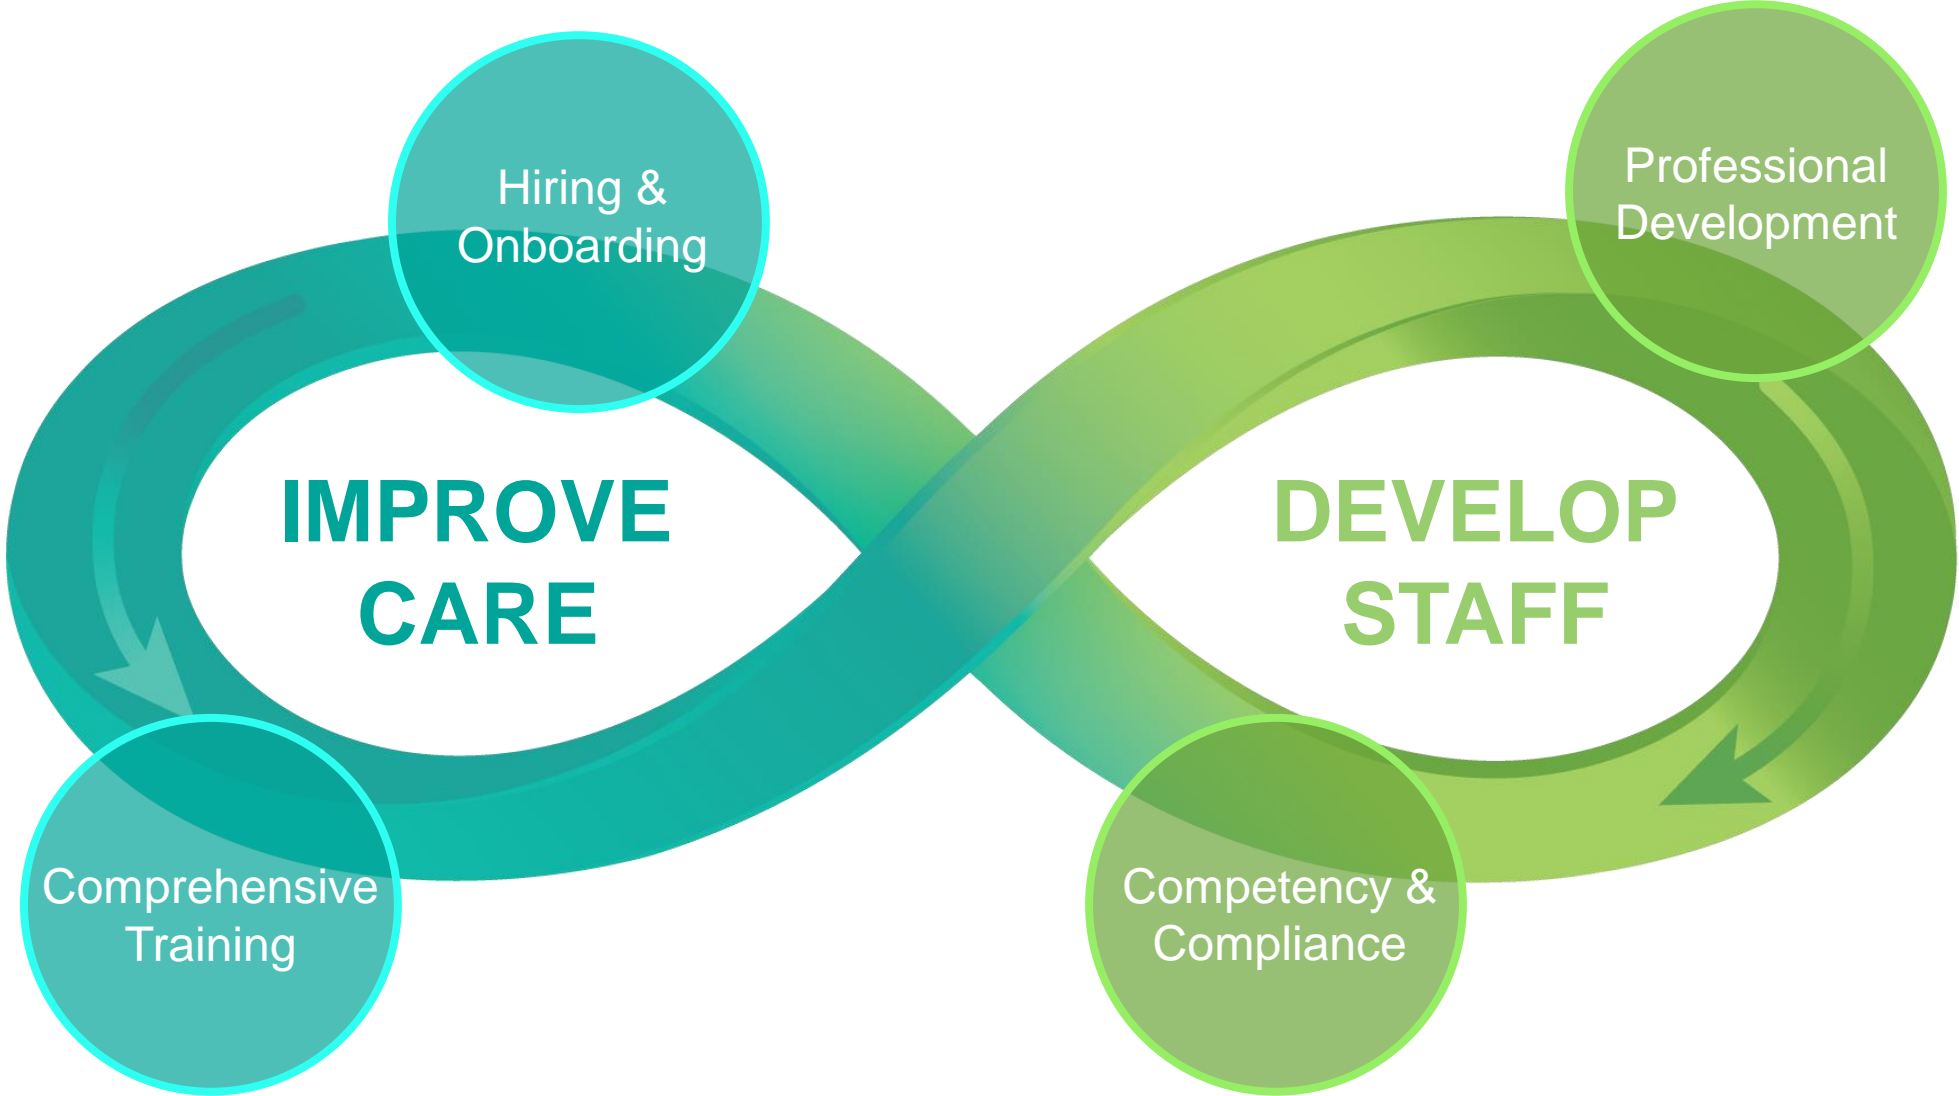 Hiring &
Onboarding
Professional
Development
IMPROVE
CARE
DEVELOP
STAFF
Comprehensive
Training
Competency &
Compliance